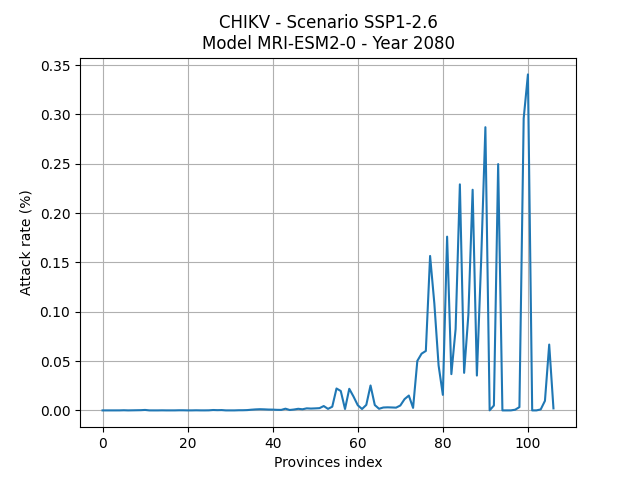 CHIKV - Scenario SSP1-2.6
Model MRI-ESM2-0 - Year 2080
Attack rate (%)
0.35
0.30
0.25
0.20
0.15
0.10
0.05
0.00
0 20 40 60 80 100
Provinces index